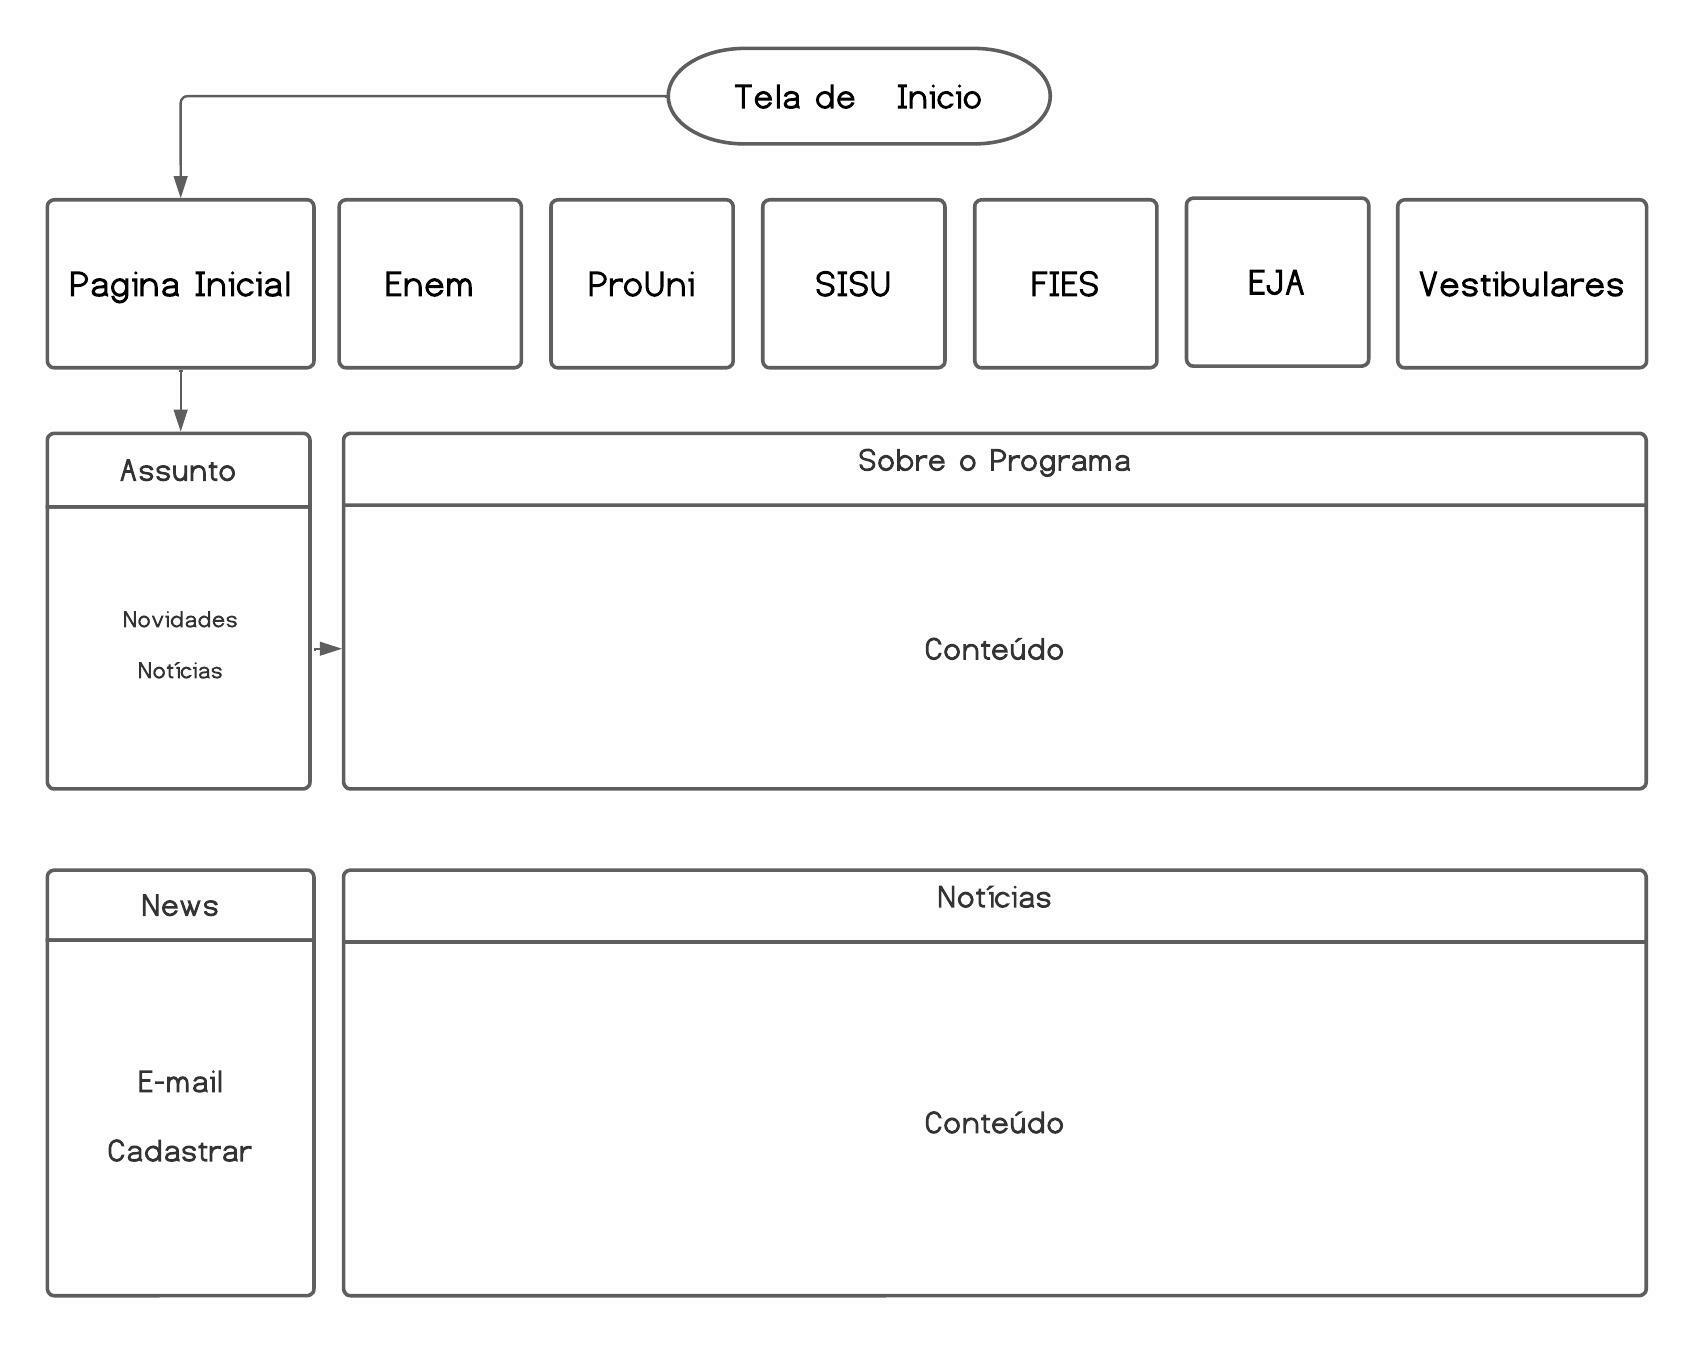 Tela de Inicio
Pagina Inicial
Enem
ProUni
SISU
FIES
EJA
Vestibulares
Assunto
Novidades
Notícias
Sobre o Programa
Conteúdo
News
E-mail
Cadastrar
Notícias
Conteúdo